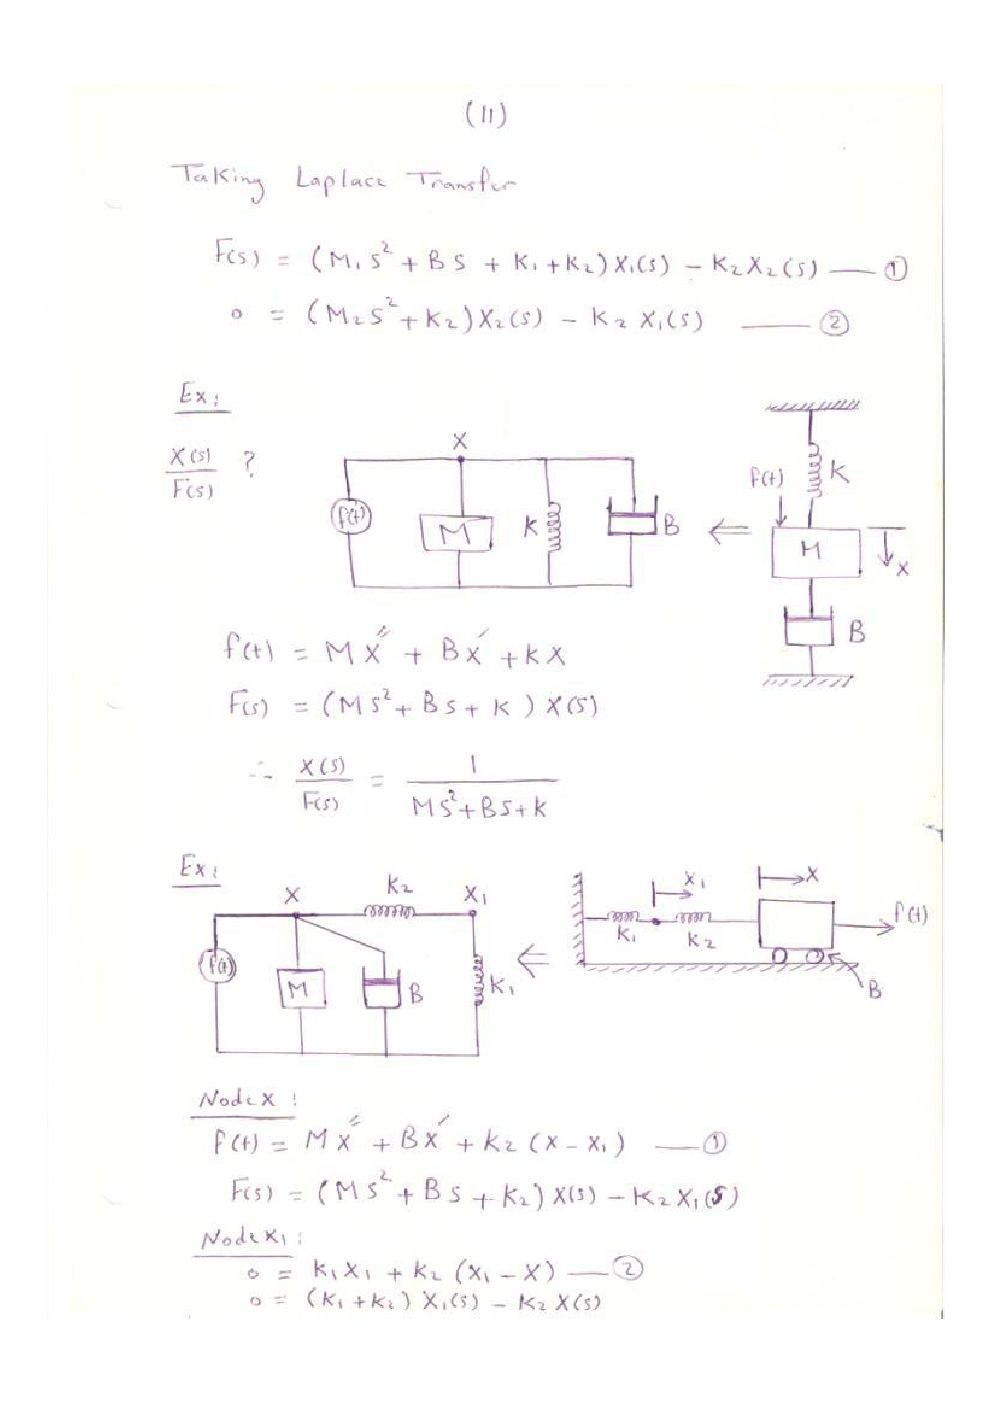 (11)
Taking Laplace Transfer
F(s) = (M₁S² + BS + K₁+K₂)X₁(s) − K₂X₂(s) — ①
0 = (M₂S²+K₂)X₂(s) − K₂X₁(s) — ②
Ex:
X(s)/F(s) ?
X
f(t)
M
K
B
⇐
f(t)
K
M
X
B
f(t) = MX″ + BX′ + KX
F(s) = (MS² + BS + K) X(s)
∴ X(s)/F(s) = 1/(MS²+BS+K)
Ex:
X
K₂
X₁
f(t)
M
B
K₁
⇐
X₁
X
K₁
K₂
f(t)
B
Node X :
f(t) = MX″ + BX′ + K₂ (X − X₁) — ①
F(s) = (MS² + BS + K₂) X(s) − K₂X₁(s)
Node X₁ :
0 = K₁X₁ + K₂ (X₁ − X) — ②
0 = (K₁+K₂) X₁(s) − K₂ X(s)